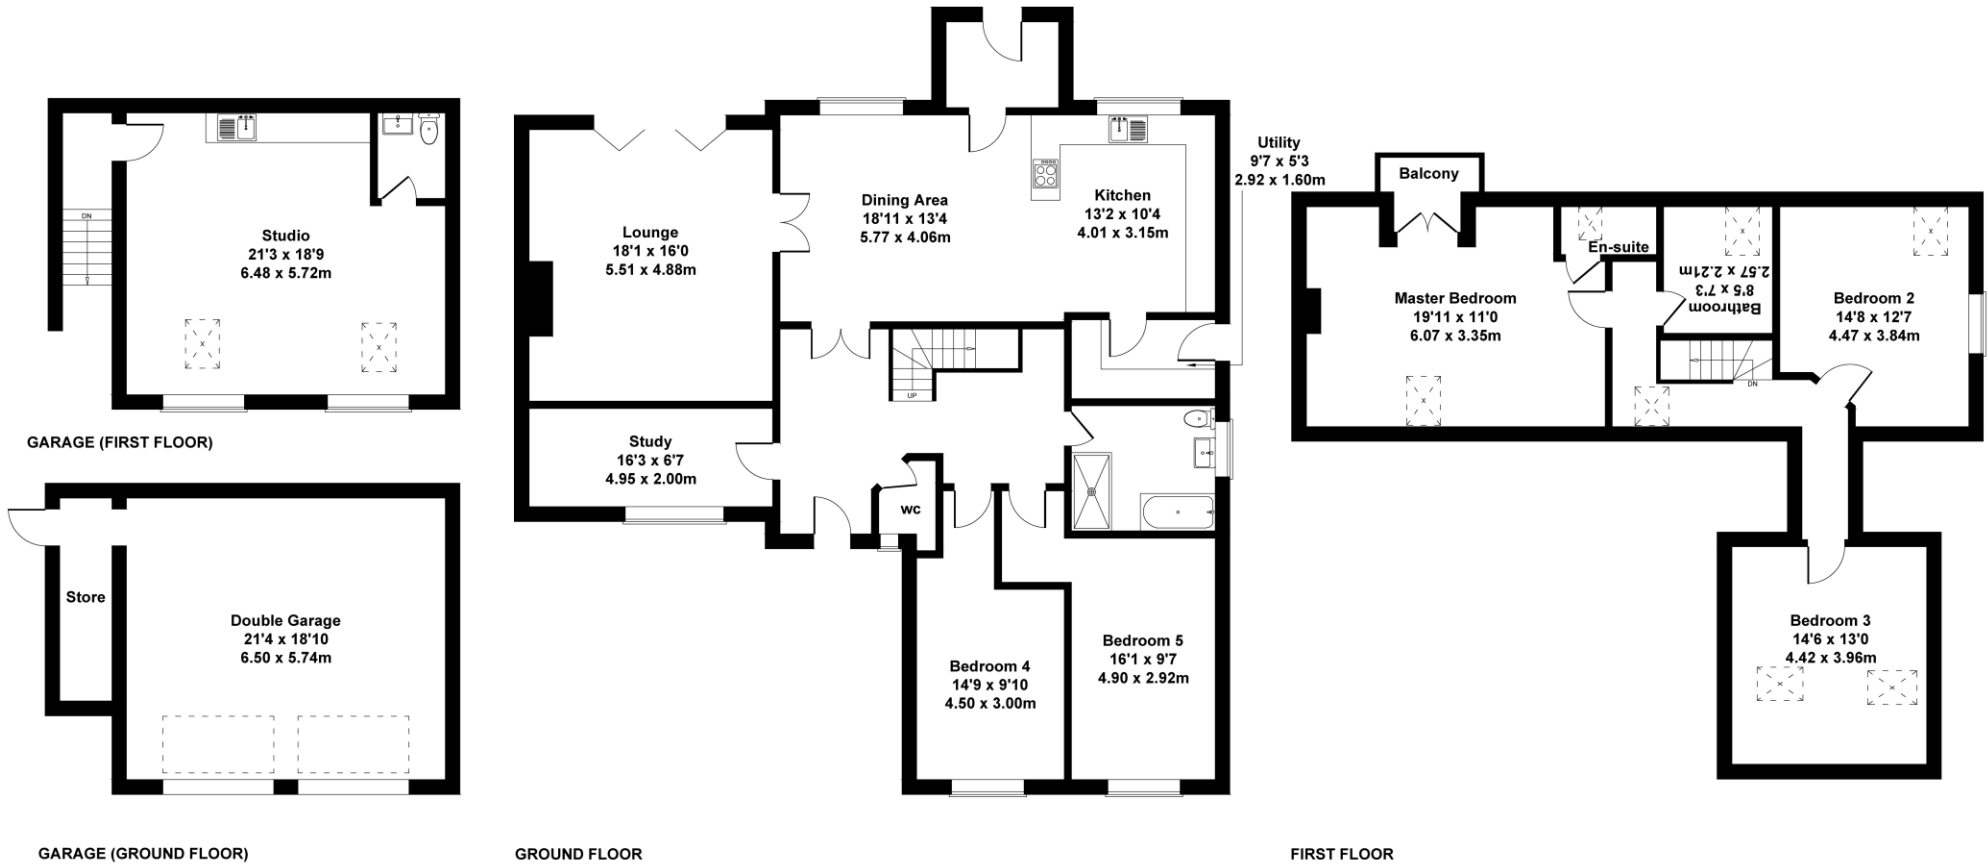 DN
Studio
21'3 x 18'9
6.48 x 5.72m
GARAGE (FIRST FLOOR)
Store
Double Garage
21'4 x 18'10
6.50 x 5.74m
GARAGE (GROUND FLOOR)
Lounge
18'1 x 16'0
5.51 x 4.88m
Dining Area
18'11 x 13'4
5.77 x 4.06m
Kitchen
13'2 x 10'4
4.01 x 3.15m
Utility
9'7 x 5'3
2.92 x 1.60m
UP
Study
16'3 x 6'7
4.95 x 2.00m
wc
Bedroom 4
14'9 x 9'10
4.50 x 3.00m
Bedroom 5
16'1 x 9'7
4.90 x 2.92m
GROUND FLOOR
Balcony
En-suite
Master Bedroom
19'11 x 11'0
6.07 x 3.35m
Bathroom
8'5 x 7'3
2.57 x 2.21m
Bedroom 2
14'8 x 12'7
4.47 x 3.84m
DN
Bedroom 3
14'6 x 13'0
4.42 x 3.96m
FIRST FLOOR